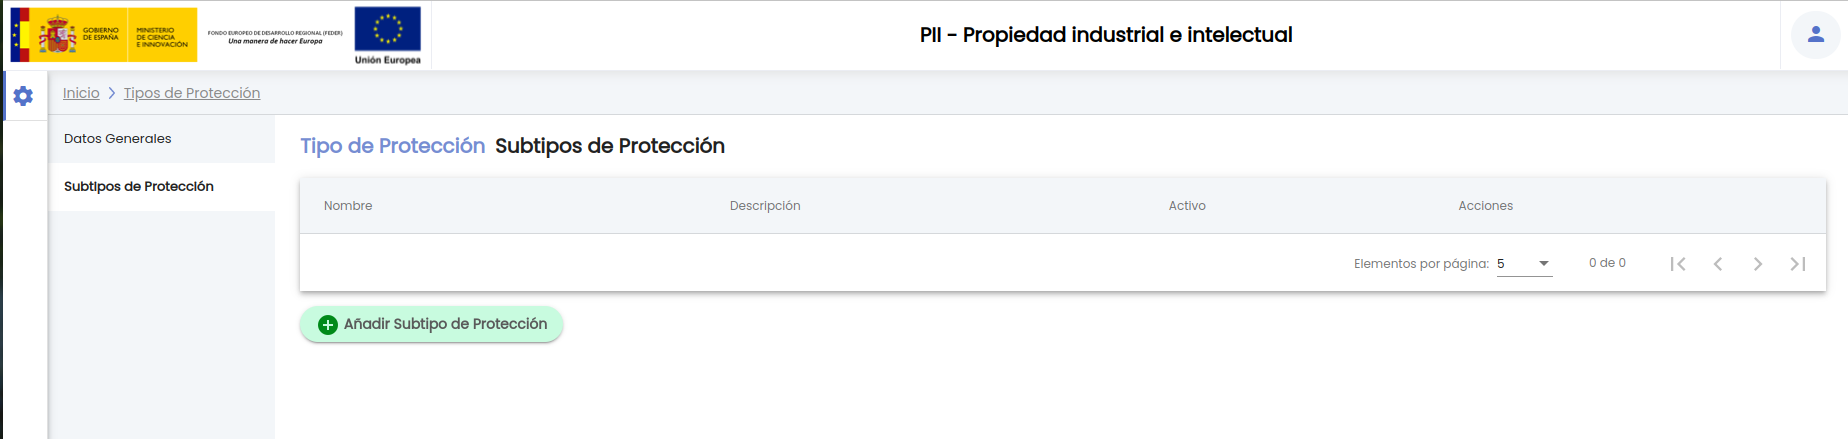 GOBIERNO
DE ESPAÑA
MINISTERIO
DE CIENCIA
E INNOVACIÓN
FONDO EUROPEO DE DESARROLLO REGIONAL (FEDER)
Una manera de hacer Europa
Unión Europea
PII - Propiedad industrial e intelectual
Inicio > Tipos de Protección
Datos Generales
Subtipos de Protección
Tipo de Protección Subtipos de Protección
Nombre Descripción Activo Acciones
Elementos por página: 5 0 de 0
Añadir Subtipo de Protección